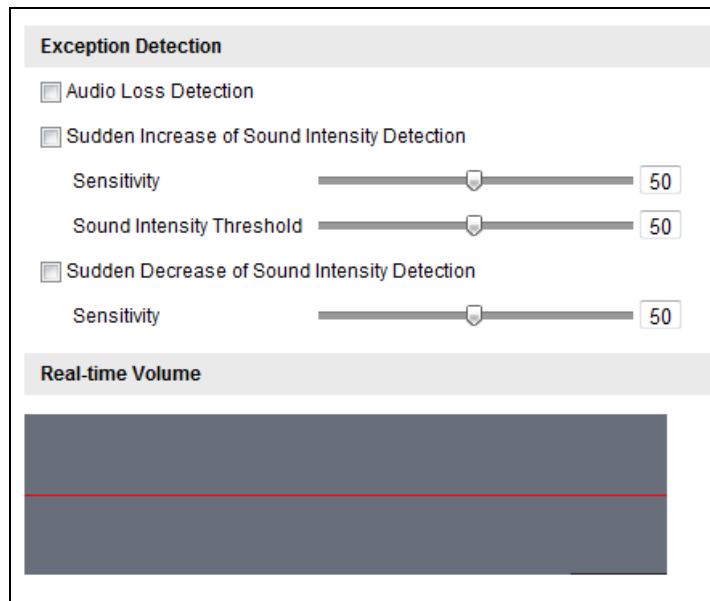 Exception Detection
Audio Loss Detection
Sudden Increase of Sound Intensity Detection
Sensitivity 50
Sound Intensity Threshold 50
Sudden Decrease of Sound Intensity Detection
Sensitivity 50
Real-time Volume